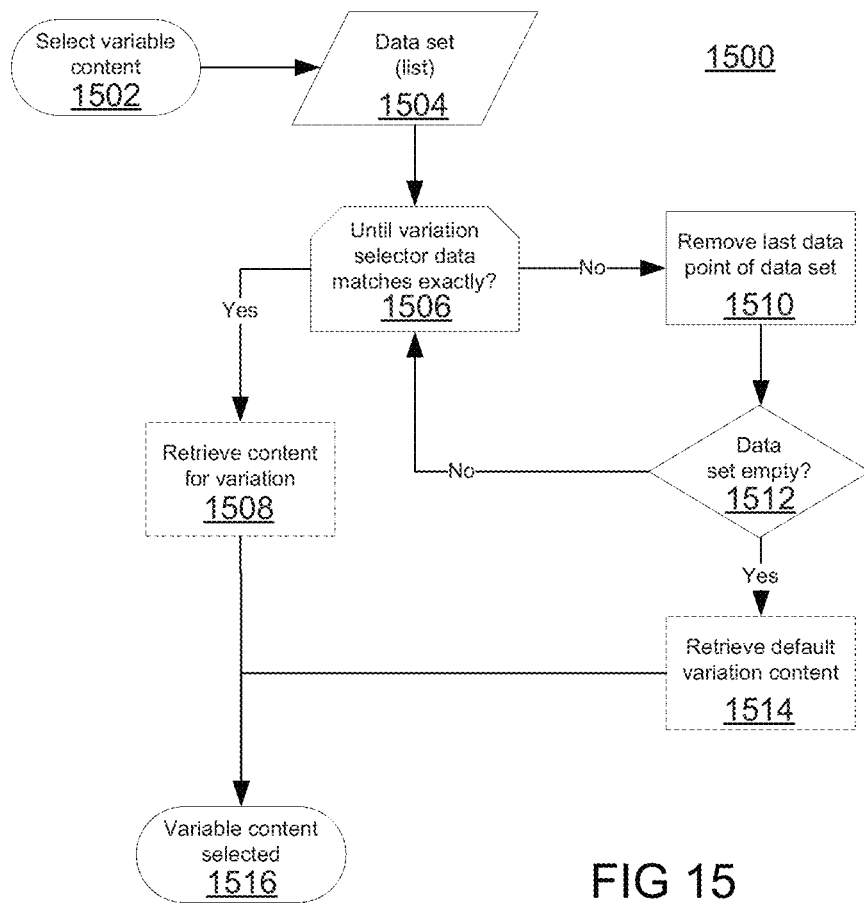 Select variable
content
1502
Data set
(list)
1504
1500
Until variation
selector data
matches exactly?
1506
No
Remove last data
point of data set
1510
Yes
Retrieve content
for variation
1508
No
Data
set empty?
1512
Yes
Retrieve default
variation content
1514
Variable content
selected
1516
FIG 15